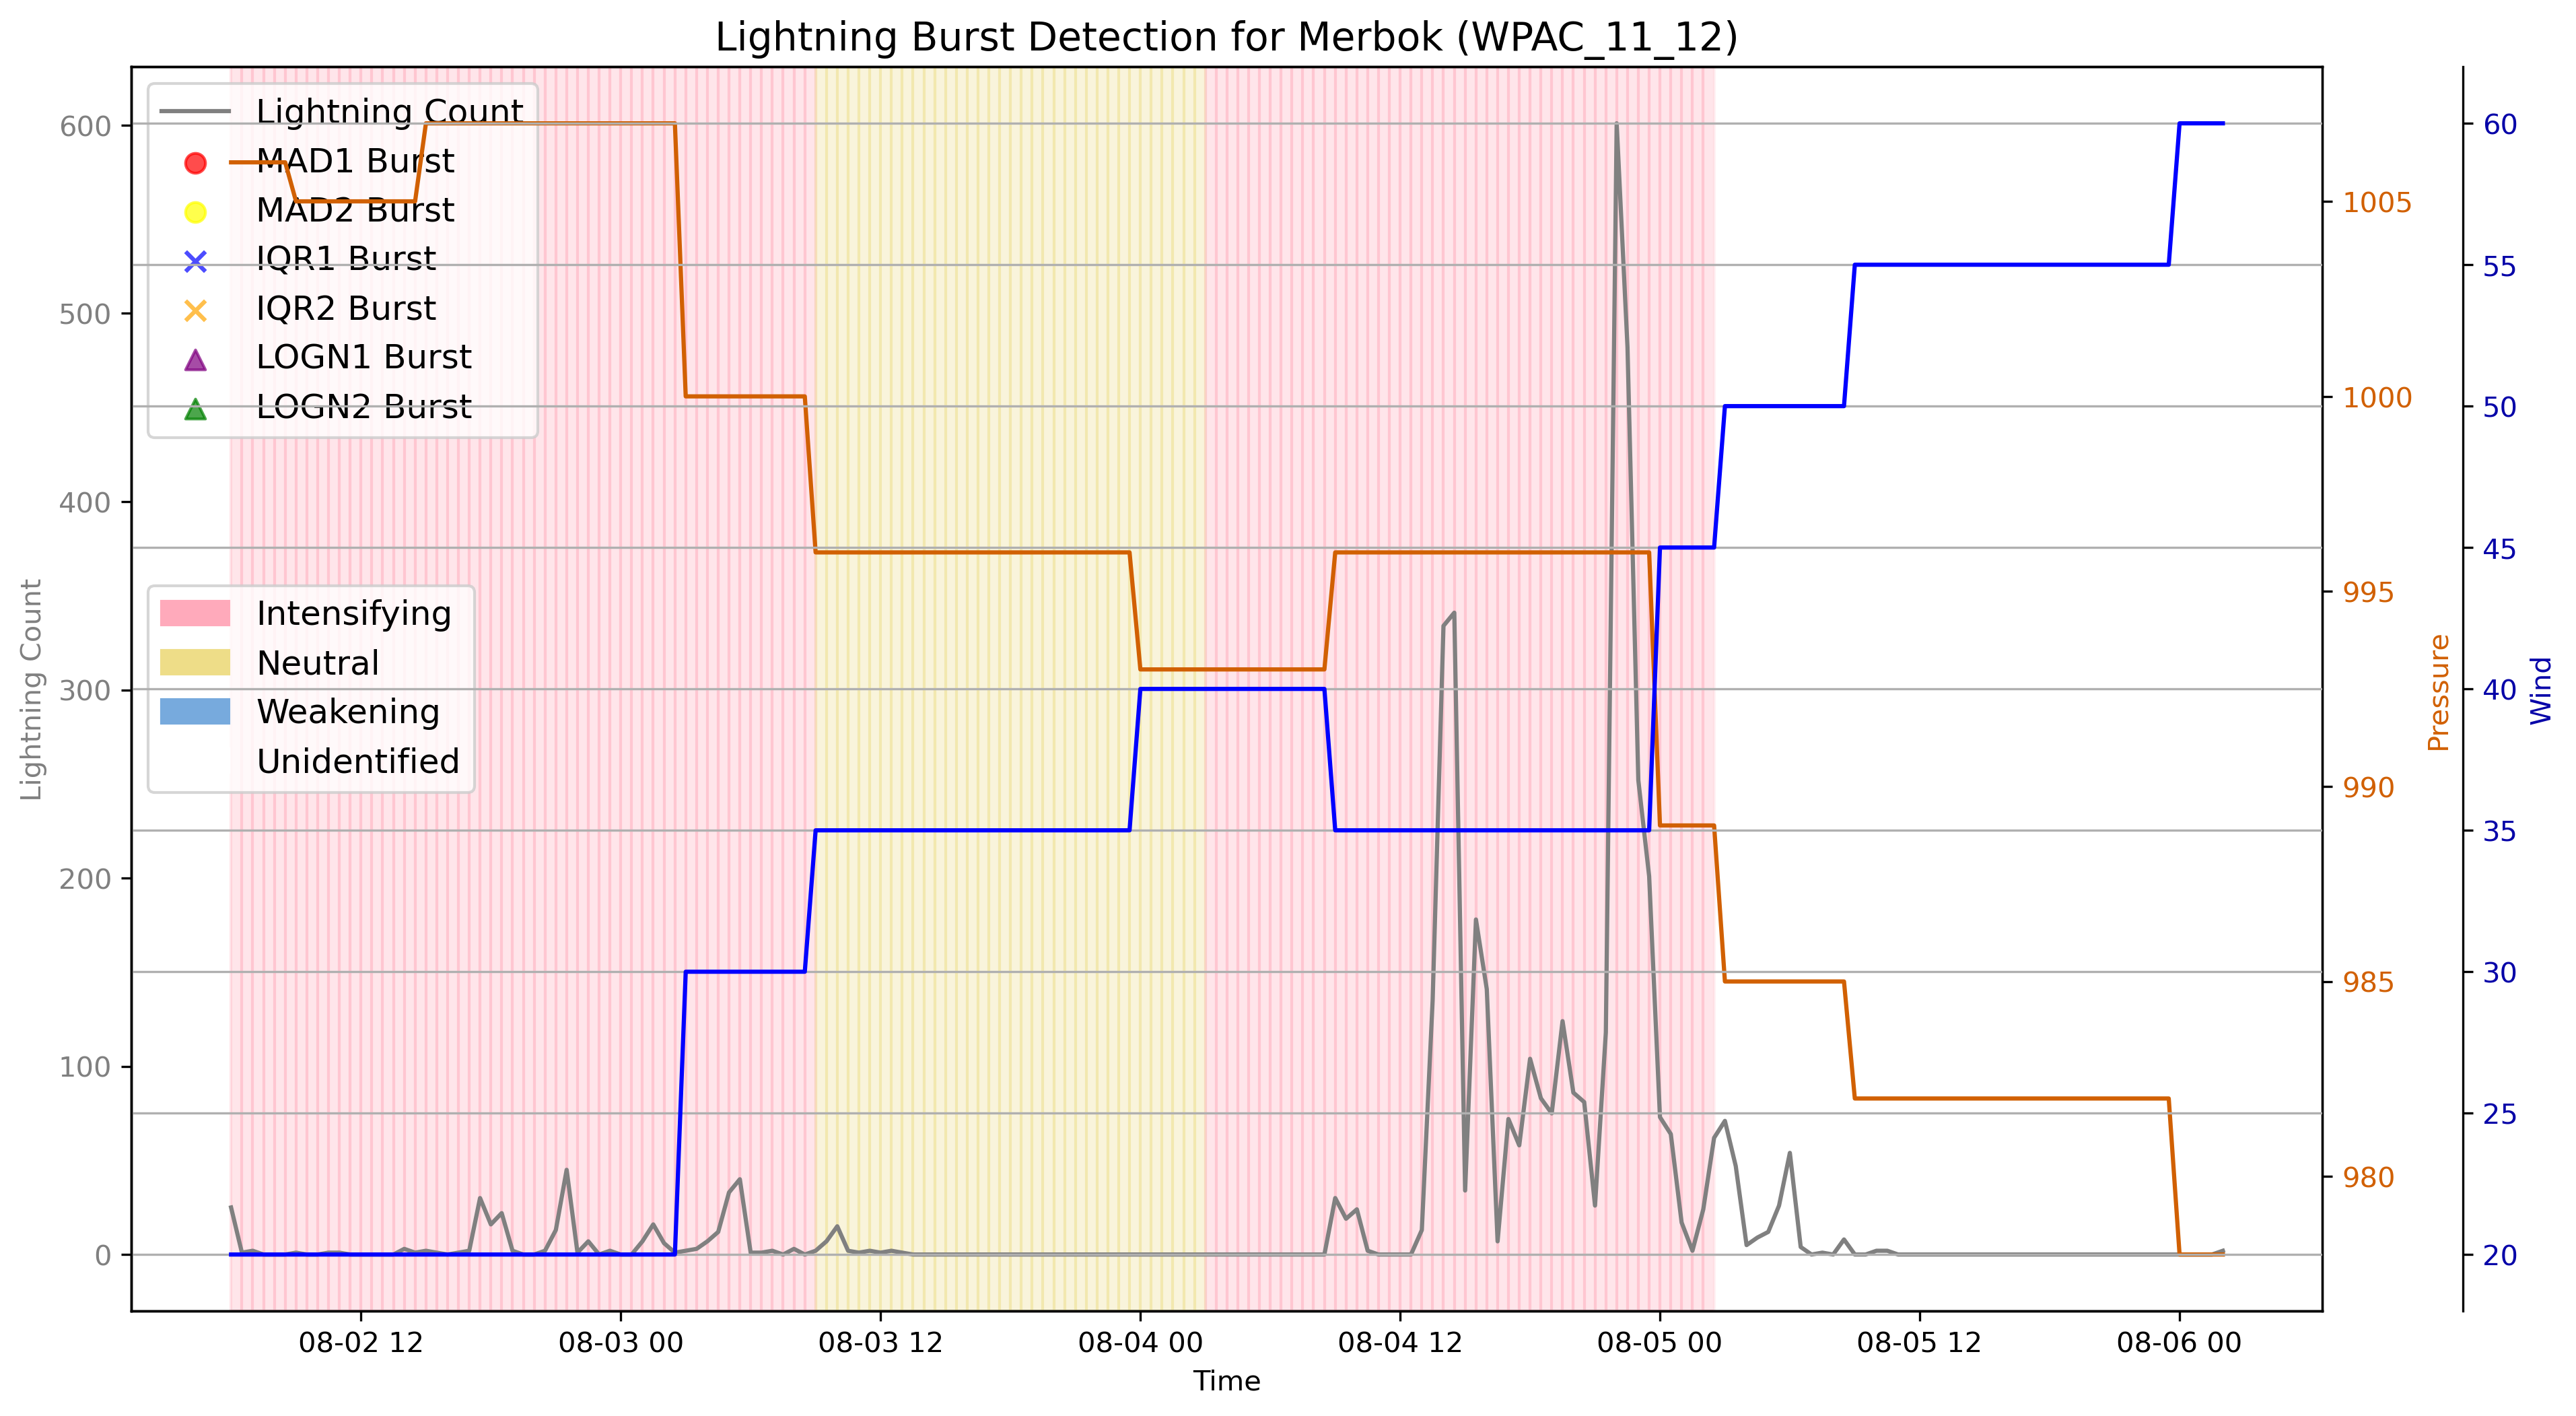 Lightning Burst Detection for Merbok (WPAC_11_12)
Lightning Count
MAD1 Burst
MAD2 Burst
IQR1 Burst
IQR2 Burst
LOGN1 Burst
LOGN2 Burst
Intensifying
Neutral
Weakening
Unidentified
600
500
400
300
200
100
0
Lightning Count
1005
1000
995
990
985
980
Pressure
60
55
50
45
40
35
30
25
20
Wind
08-02 12
08-03 00
08-03 12
08-04 00
08-04 12
08-05 00
08-05 12
08-06 00
Time